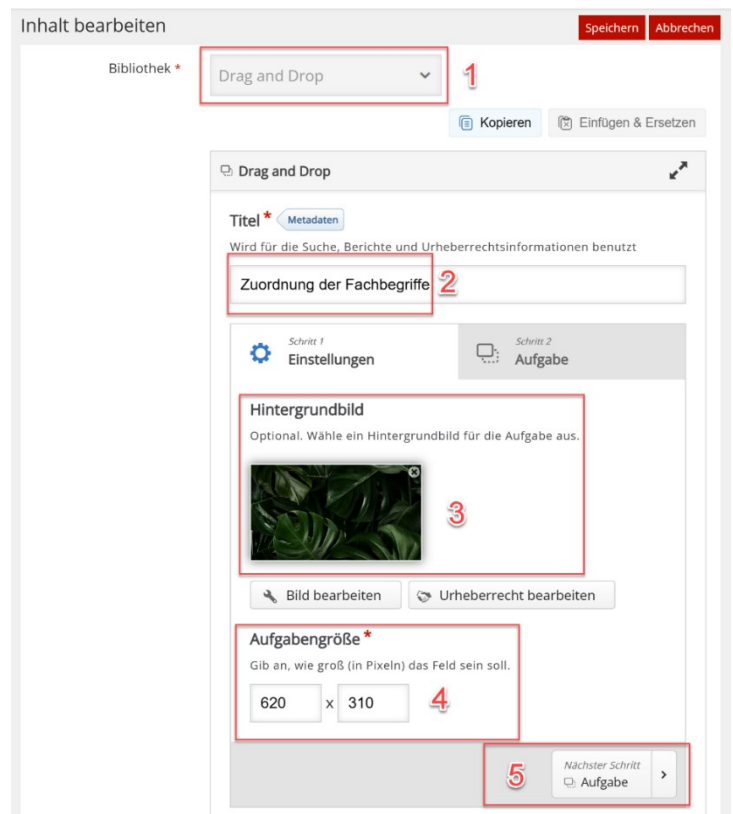 Inhalt bearbeiten
Speichern
Abbrechen
Bibliothek *
Drag and Drop
1
Kopieren
Einfügen & Ersetzen
Drag and Drop
Titel *
Metadaten
Wird für die Suche, Berichte und Urheberrechtsinformationen benutzt
Zuordnung der Fachbegriffe
2
Schritt 1
Einstellungen
Schritt 2
Aufgabe
Hintergrundbild
Optional. Wähle ein Hintergrundbild für die Aufgabe aus.
3
Bild bearbeiten
Urheberrecht bearbeiten
Aufgabengröße *
Gib an, wie groß (in Pixeln) das Feld sein soll.
620 x 310
4
5
Nächster Schritt
Aufgabe